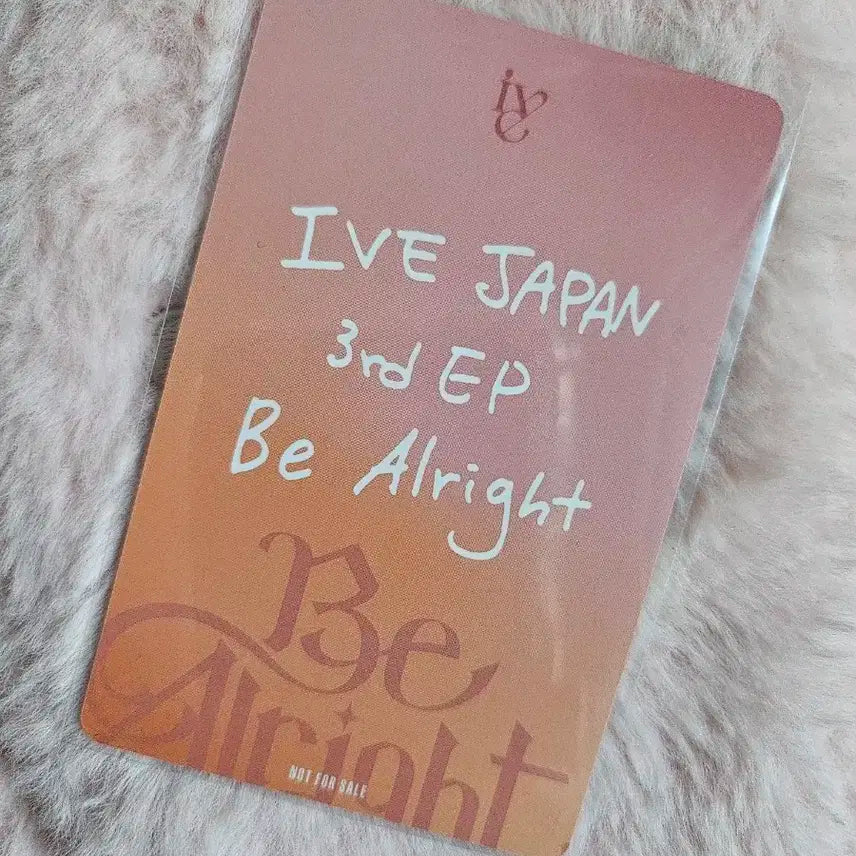 ive
IVE JAPAN
3rd EP
Be Alright
Be
Alright
NOT FOR SALE